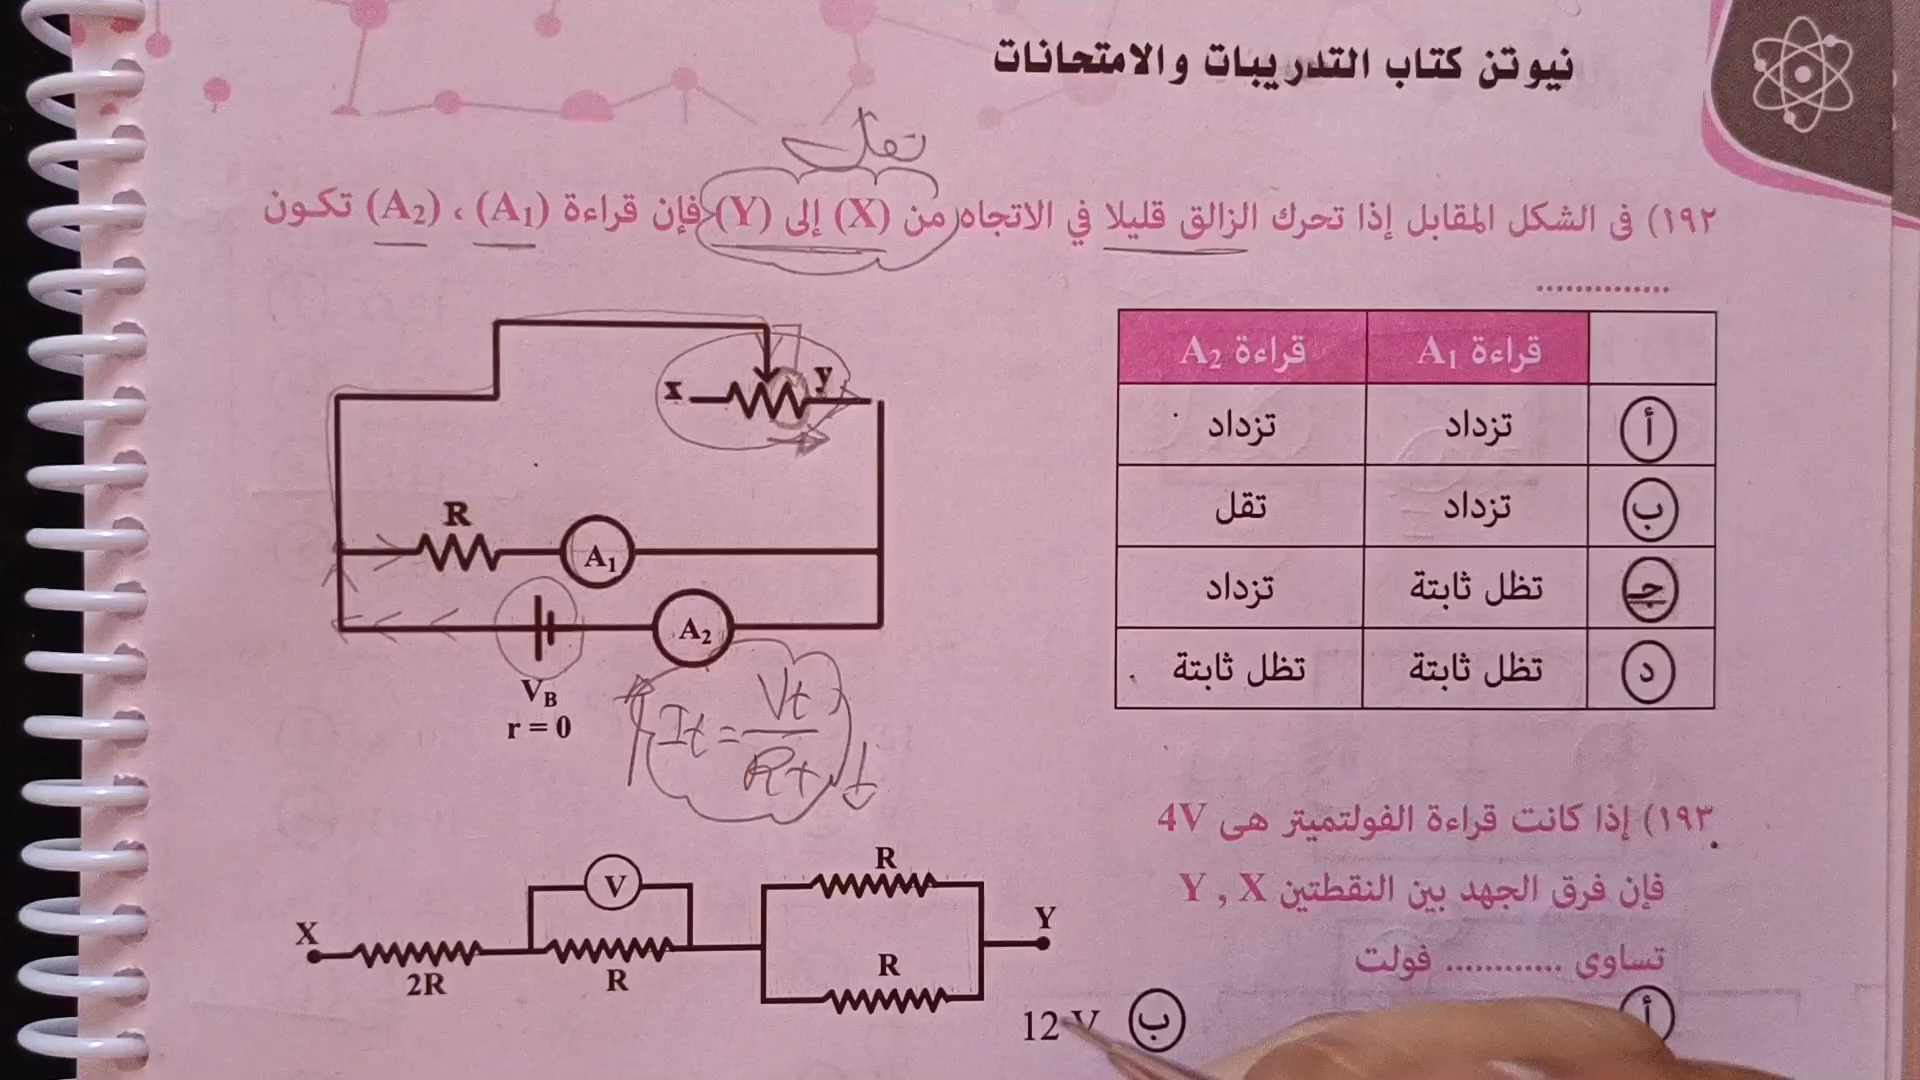 نيوتن كتاب التدريبات والامتحانات
تقل
١٩٢) فى الشكل المقابل إذا تحرك الزالق قليلا في الاتجاه من (X) إلى (Y) فإن قراءة (A₁) ، (A₂) تكون
..............
قراءة A₁ قراءة A₂
أ تزداد تزداد
ب تزداد تقل
جـ تظل ثابتة تزداد
د تظل ثابتة تظل ثابتة
x y
R
A₁
A₂
V_B
r = 0
It = Vt / Rt
١٩٣) إذا كانت قراءة الفولتميتر هى 4V
فإن فرق الجهد بين النقطتين Y , X
تساوى ............ فولت
أ
ب 12 V
R
V
X Y
2R R R